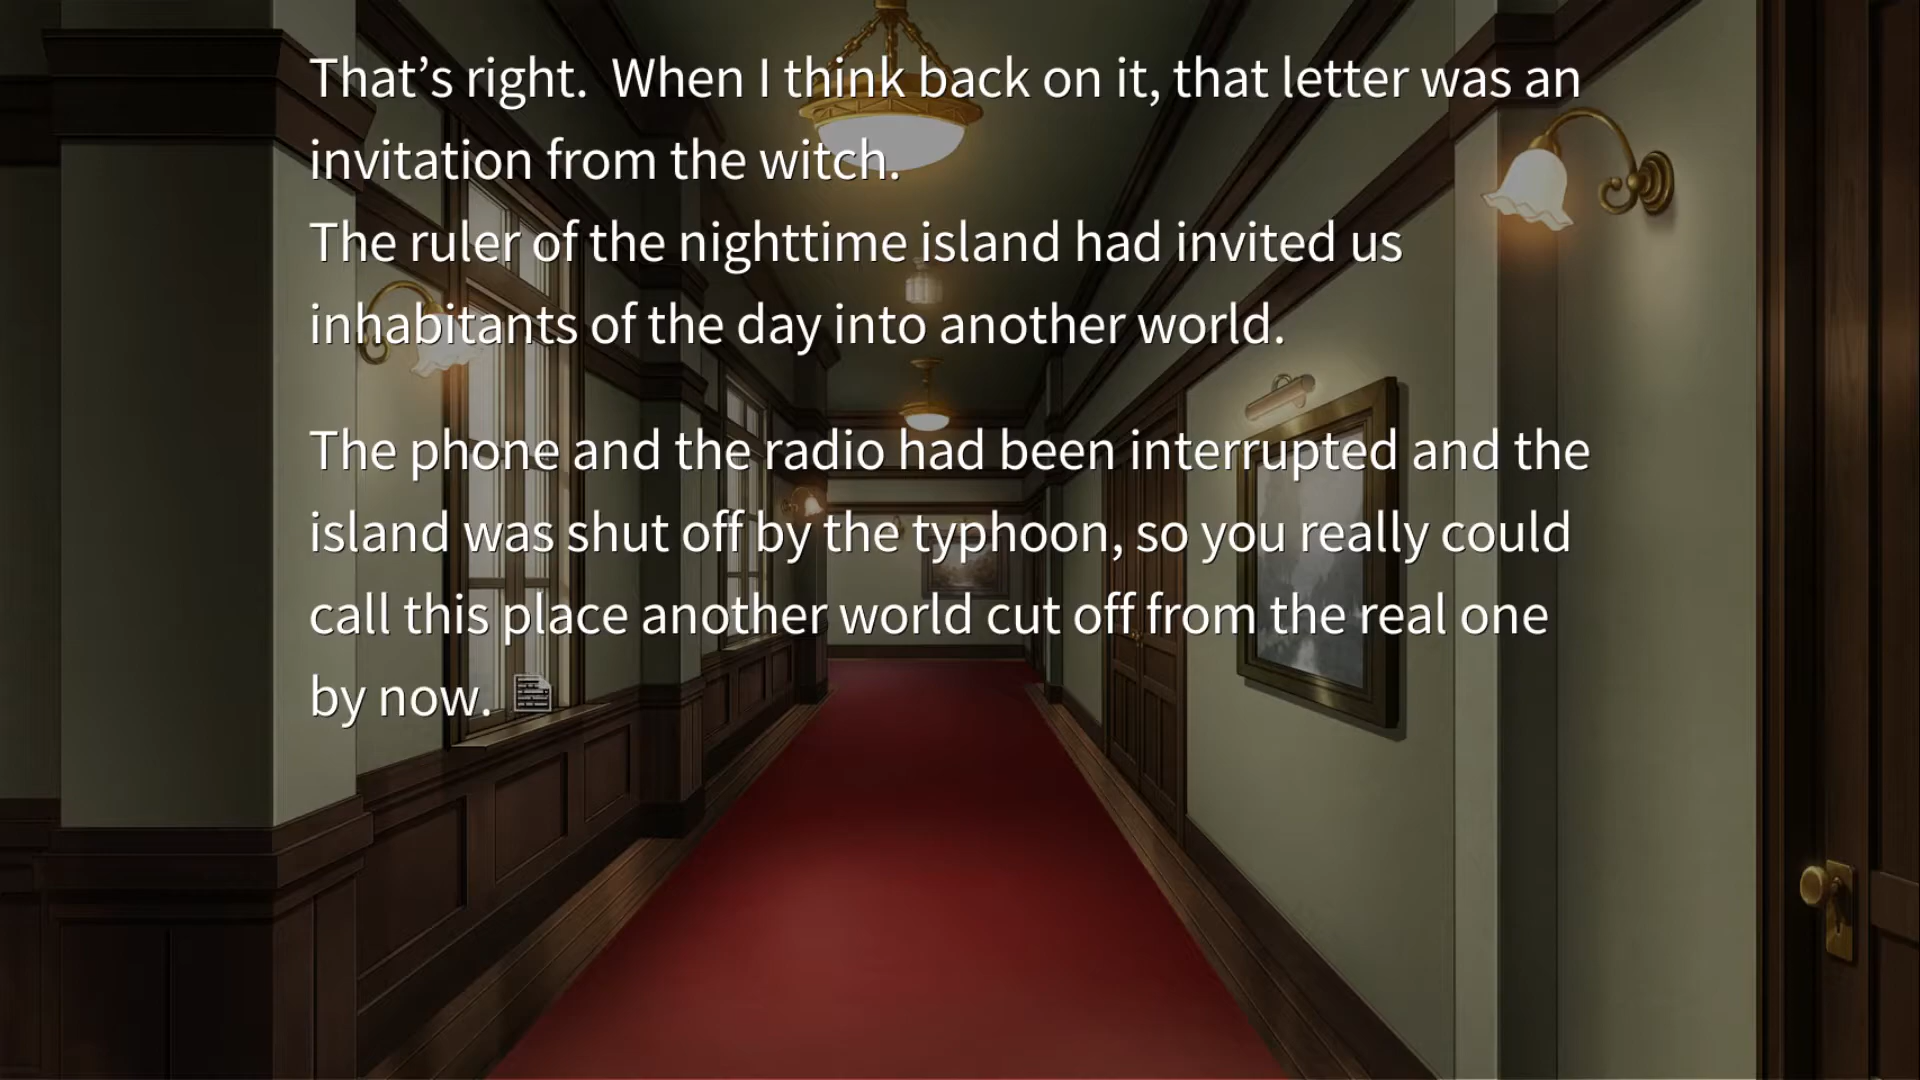 That’s right.  When I think back on it, that letter was an
invitation from the witch.
The ruler of the nighttime island had invited us
inhabitants of the day into another world.
The phone and the radio had been interrupted and the
island was shut off by the typhoon, so you really could
call this place another world cut off from the real one
by now.